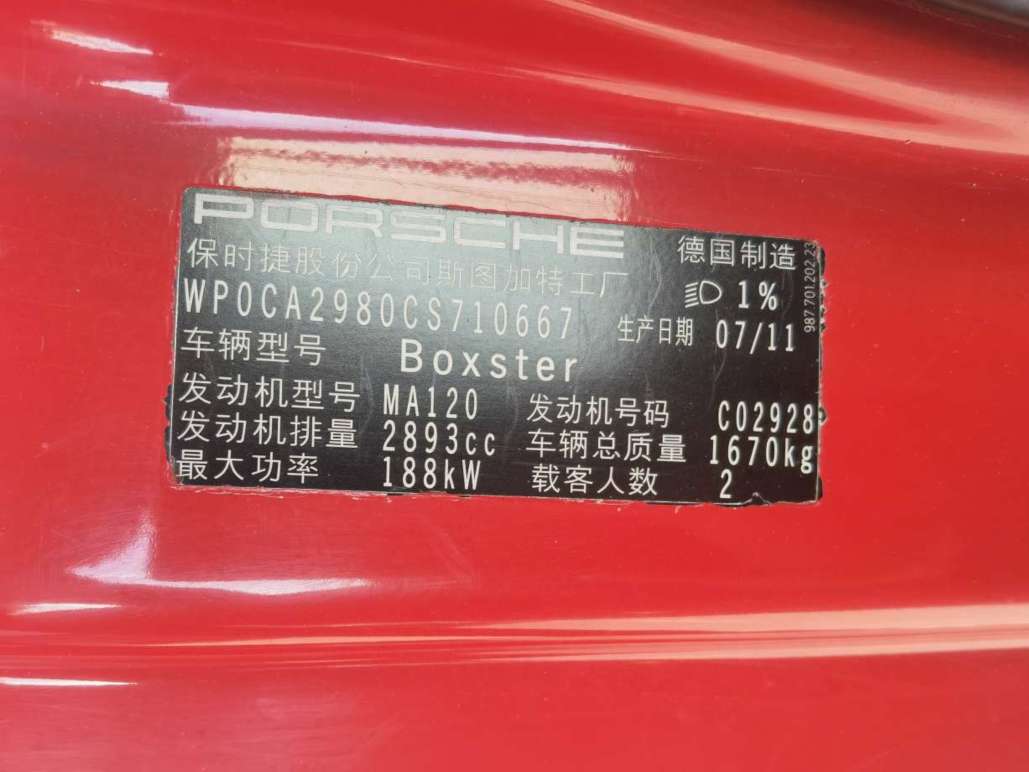 PORSCHE 德国制造
保时捷股份公司斯图加特工厂 1%
WP0CA2980CS710667 生产日期 07/11
车辆型号 Boxster
发动机型号 MA120 发动机号码 C02928
发动机排量 2893cc 车辆总质量 1670kg
最大功率 188kW 载客人数 2
987.701.202.23